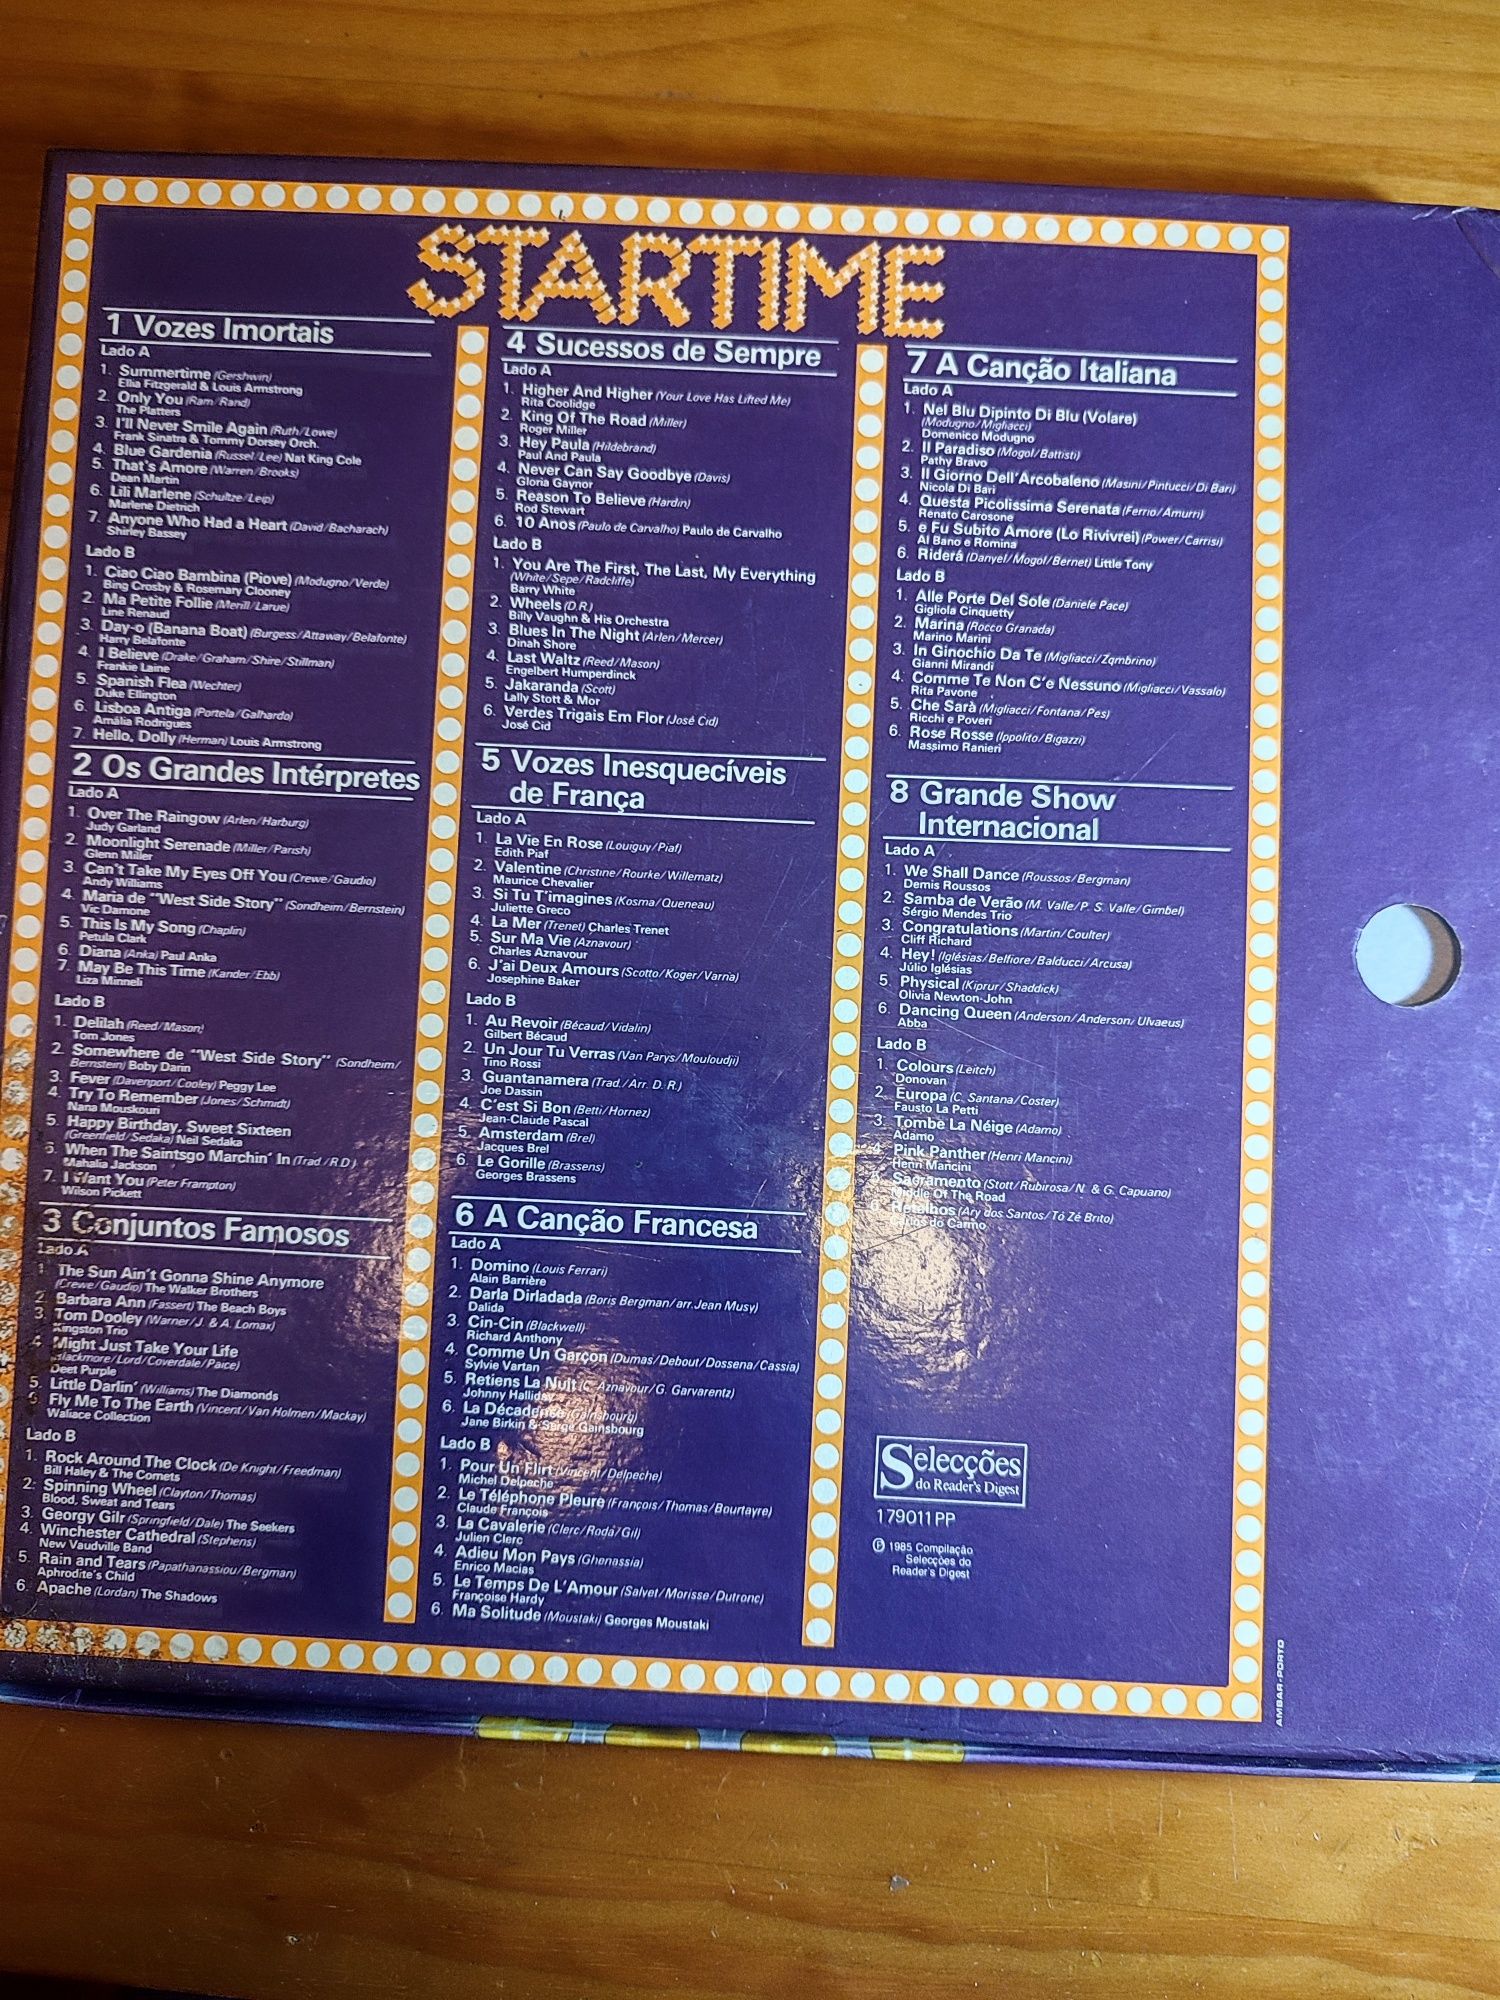 STARTIME
1 Vozes Imortais
Lado A
1. Summertime (Gershwin)
Ellia Fitzgerald & Louis Armstrong
2. Only You (Ram/Rand)
The Platters
3. I'll Never Smile Again (Ruth/Lowe)
Frank Sinatra & Tommy Dorsey Orch.
4. Blue Gardenia (Russel/Lee) Nat King Cole
5. That's Amore (Warren/Brooks)
Dean Martin
6. Lili Marlene (Schultze/Leip)
Marlene Dietrich
7. Anyone Who Had a Heart (David/Bacharach)
Shirley Bassey
Lado B
1. Ciao Ciao Bambina (Piove) (Modugno/Verde)
Bing Crosby & Rosemary Clooney
2. Ma Petite Follie (Merill/Larue)
Line Renaud
3. Day-o (Banana Boat) (Burgess/Attaway/Belafonte)
Harry Belafonte
4. I Believe (Drake/Graham/Shire/Stillman)
Frankie Laine
5. Spanish Flea (Wechter)
Duke Ellington
6. Lisboa Antiga (Portela/Galhardo)
Amália Rodrigues
7. Hello, Dolly (Herman) Louis Armstrong
2 Os Grandes Intérpretes
Lado A
1. Over The Raingow (Arlen/Harburg)
Judy Garland
2. Moonlight Serenade (Miller/Parish)
Glenn Miller
3. Can't Take My Eyes Off You (Crewe/Gaudio)
Andy Williams
4. Maria de "West Side Story" (Sondheim/Bernstein)
Vic Damone
5. This Is My Song (Chaplin)
Petula Clark
6. Diana (Anka) Paul Anka
7. May Be This Time (Kander/Ebb)
Liza Minneli
Lado B
1. Delilah (Reed/Mason)
Tom Jones
2. Somewhere de "West Side Story" (Sondheim/
Bernstein) Boby Darin
3. Fever (Davenport/Cooley) Peggy Lee
4. Try To Remember (Jones/Schmidt)
Nana Mouskouri
5. Happy Birthday, Sweet Sixteen
(Greenfield/Sedaka) Neil Sedaka
6. When The Saintsgo Marchin' In (Trad/R.D.)
Mahalia Jackson
7. I Want You (Peter Frampton)
Wilson Pickett
3 Conjuntos Famosos
Lado A
1 The Sun Ain't Gonna Shine Anymore
(Crewe/Gaudio) The Walker Brothers
2. Barbara Ann (Fassert) The Beach Boys
3. Tom Dooley (Warner/J. & A. Lomax)
Kingston Trio
4 Might Just Take Your Life
Blackmore/Lord/Coverdale/Paice)
Deet Purple
5. Little Darlin' (Williams) The Diamonds
6. Fly Me To The Earth (Vincent/Van Holmen/Mackay)
Wallace Collection
Lado B
1. Rock Around The Clock (De Knight/Freedman)
Bill Haley & The Comets
2. Spinning Wheel (Clayton/Thomas)
Blood, Sweat and Tears
3. Georgy Gilr (Springfield/Dale) The Seekers
4. Winchester Cathedral (Stephens)
New Vaudville Band
5. Rain and Tears (Papathanassiou/Bergman)
Aphrodite's Child
6. Apache (Lordan) The Shadows
4 Sucessos de Sempre
Lado A
1. Higher And Higher (Your Love Has Lifted Me)
Rita Coolidge
2. King Of The Road (Miller)
Roger Miller
3. Hey Paula (Hildebrand)
Paul And Paula
4. Never Can Say Goodbye (Davis)
Gloria Gaynor
5. Reason To Believe (Hardin)
Rod Stewart
6. 10 Anos (Paulo de Carvalho) Paulo de Carvalho
Lado B
1. You Are The First, The Last, My Everything
(White/Sepe/Radcliffe)
Barry White
2. Wheels (D.R.)
Billy Vaughn & His Orchestra
3. Blues In The Night (Arlen/Mercer)
Dinah Shore
4. Last Waltz (Reed/Mason)
Engelbert Humperdinck
5. Jakaranda (Scott)
Lally Stott & Mor
6. Verdes Trigais Em Flor (José Cid)
José Cid
5 Vozes Inesquecíveis
de França
Lado A
1. La Vie En Rose (Louiguy/Piaf)
Edith Piaf
2. Valentine (Christine/Rourke/Willematz)
Maurice Chevalier
3. Si Tu T'imagines (Kosma/Queneau)
Juliette Greco
4. La Mer (Trenet) Charles Trenet
5. Sur Ma Vie (Aznavour)
Charles Aznavour
6. J'ai Deux Amours (Scotto/Koger/Varna)
Josephine Baker
Lado B
1. Au Revoir (Bécaud/Vidalin)
Gilbert Bécaud
2. Un Jour Tu Verras (Van Parys/Mouloudji)
Tino Rossi
3. Guantanamera (Trad./Arr. D. R.)
Joe Dassin
4. C'est Si Bon (Betti/Hornez)
Jean-Claude Pascal
5. Amsterdam (Brel)
Jacques Brel
6. Le Gorille (Brassens)
Georges Brassens
6 A Canção Francesa
Lado A
1. Domino (Louis Ferrari)
Alain Barrière
2. Darla Dirladada (Boris Bergman/arr.Jean Musy)
Dalida
3. Cin-Cin (Blackwell)
Richard Anthony
4. Comme Un Garçon (Dumas/Debout/Dossena/Cassia)
Sylvie Vartan
5. Retiens La Nuit (C. Aznavour/G. Garvarentz)
Johnny Halliday
6. La Décadense (Gainsbourg)
Jane Birkin & Serge Gainsbourg
Lado B
1. Pour Un Flirt (Vincent/Delpeche)
Michel Delpeche
2. Le Téléphone Pleure (François/Thomas/Bourtayre)
Claude François
3. La Cavalerie (Clerc/Roda/Gil)
Julien Clerc
4. Adieu Mon Pays (Ghenassia)
Enrico Macias
5. Le Temps De L'Amour (Salvet/Morisse/Dutronc)
Françoise Hardy
6. Ma Solitude (Moustaki) Georges Moustaki
7 A Canção Italiana
Lado A
1. Nel Blu Dipinto Di Blu (Volare)
(Modugno/Migliacci)
Domenico Modugno
2. Il Paradiso (Mogol/Battisti)
Pathy Bravo
3. Il Giorno Dell'Arcobaleno (Masini/Pintucci/Di Bari)
Nicola Di Bari
4. Questa Picolissima Serenata (Ferrio/Amurri)
Renato Carosone
5. e Fu Subito Amore (Lo Rivivrei) (Power/Carrisi)
Al Bano e Romina
6. Riderá (Danyel/Mogol/Bernet) Little Tony
Lado B
1. Alle Porte Del Sole (Daniele Pace)
Gigliola Cinquetty
2. Marina (Rocco Granada)
Marino Marini
3. In Ginochio Da Te (Migliacci/Zambrino)
Gianni Mirandi
4. Comme Te Non C'e Nessuno (Migliacci/Vassalo)
Rita Pavone
5. Che Sarà (Migliacci/Fontana/Pes)
Ricchi e Poveri
6. Rose Rosse (Ippolito/Bigazzi)
Massimo Ranieri
8 Grande Show
Internacional
Lado A
1. We Shall Dance (Roussos/Bergman)
Demis Roussos
2. Samba de Verão (M. Valle/P. S. Valle/Gimbel)
Sérgio Mendes Trio
3. Congratulations (Martin/Coulter)
Cliff Richard
4. Hey! (Iglésias/Belfiore/Balducci/Arcusa)
Júlio Iglésias
5. Physical (Kiprur/Shaddick)
Olivia Newton-John
6. Dancing Queen (Anderson/Anderson/Ulvaeus)
Abba
Lado B
1. Colours (Leitch)
Donovan
2. Europa (C. Santana/Coster)
Fausto La Petti
3. Tombe La Néige (Adamo)
Adamo
4. Pink Panther (Henri Mancini)
Henri Mancini
5. Sacramento (Stott/Rubirosa/N. & G. Capuano)
Middle Of The Road
6. Retalhos (Ary dos Santos/Tó Zé Brito)
Carlos do Carmo
Selecções
do Reader's Digest
179011 PP
Ⓟ 1985 Compilação
Selecções do
Reader's Digest
AMBAR-PORTO